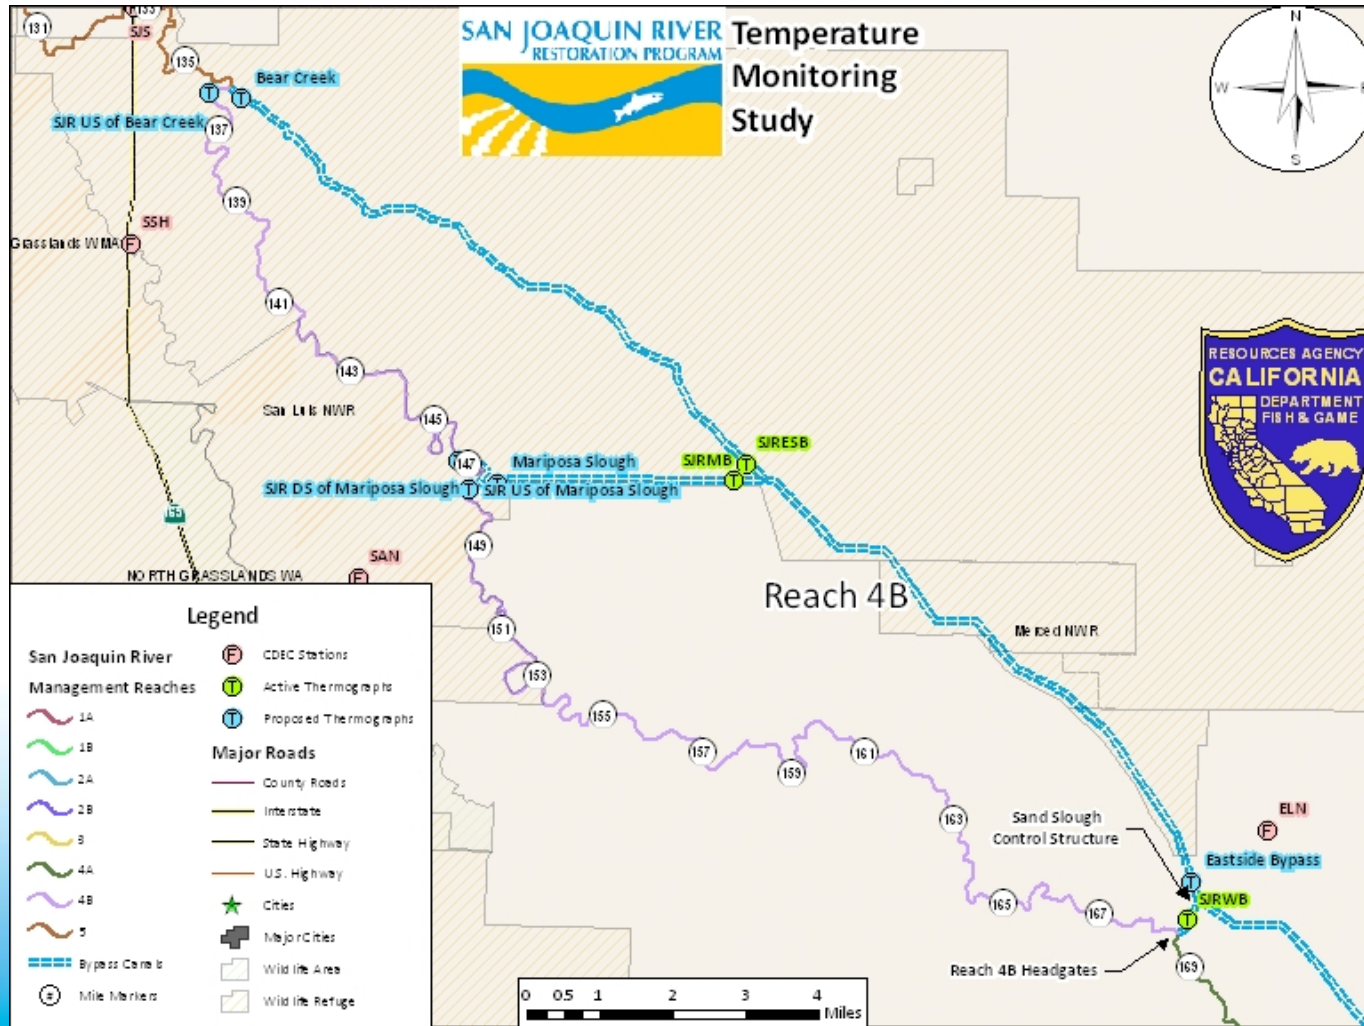 SAN JOAQUIN RIVER
RESTORATION PROGRAM
Temperature
Monitoring
Study
N
W
E
S
131
133
SJS
135
Bear Creek
T
T
SJR US of Bear Creek
137
139
SSH
Grasslands WMA
F
141
143
San Luis NWR
145
147
Mariposa Slough
SJR DS of Mariposa Slough
T
SJR US of Mariposa Slough
SJRMB
T
SJRESB
T
149
165
SAN
F
NORTH GRASSLANDS WA
RESOURCES AGENCY
CALIFORNIA
DEPARTMENT
FISH & GAME
Reach 4B
Merced NWR
151
153
155
157
159
161
163
165
167
169
Sand Slough
Control Structure
ELN
F
Eastside Bypass
T
SJRWB
T
Reach 4B Headgates
Legend
San Joaquin River
Management Reaches
1A
1B
2A
2B
3
4A
4B
5
Bypass Canals
# Mile Markers
F CDEC Stations
T Active Thermographs
T Proposed Thermographs
Major Roads
County Roads
Interstate
State Highway
U.S. Highway
Cities
Major Cities
Wildlife Area
Wildlife Refuge
0 0.5 1 2 3 4
Miles